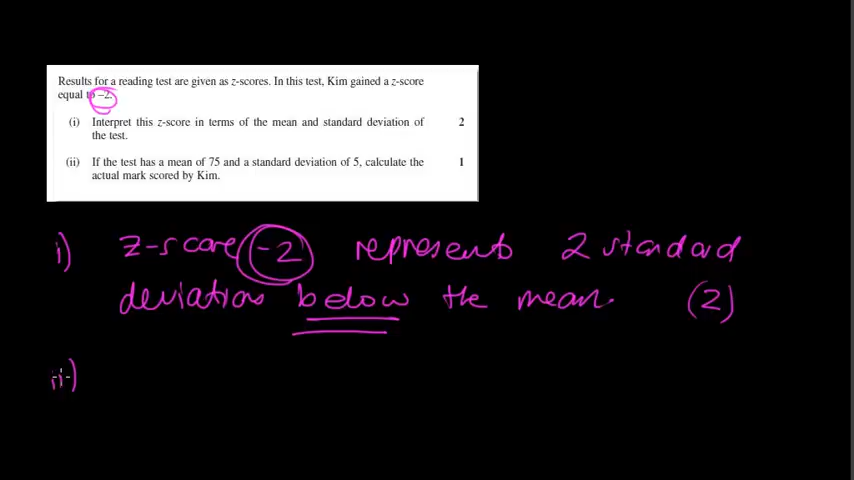 Results for a reading test are given as z-scores. In this test, Kim gained a z-score
equal to –2.
(i) Interpret this z-score in terms of the mean and standard deviation of 2
the test.
(ii) If the test has a mean of 75 and a standard deviation of 5, calculate the 1
actual mark scored by Kim.
i) z-score -2 represents 2 standard
deviations below the mean. (2)
ii)